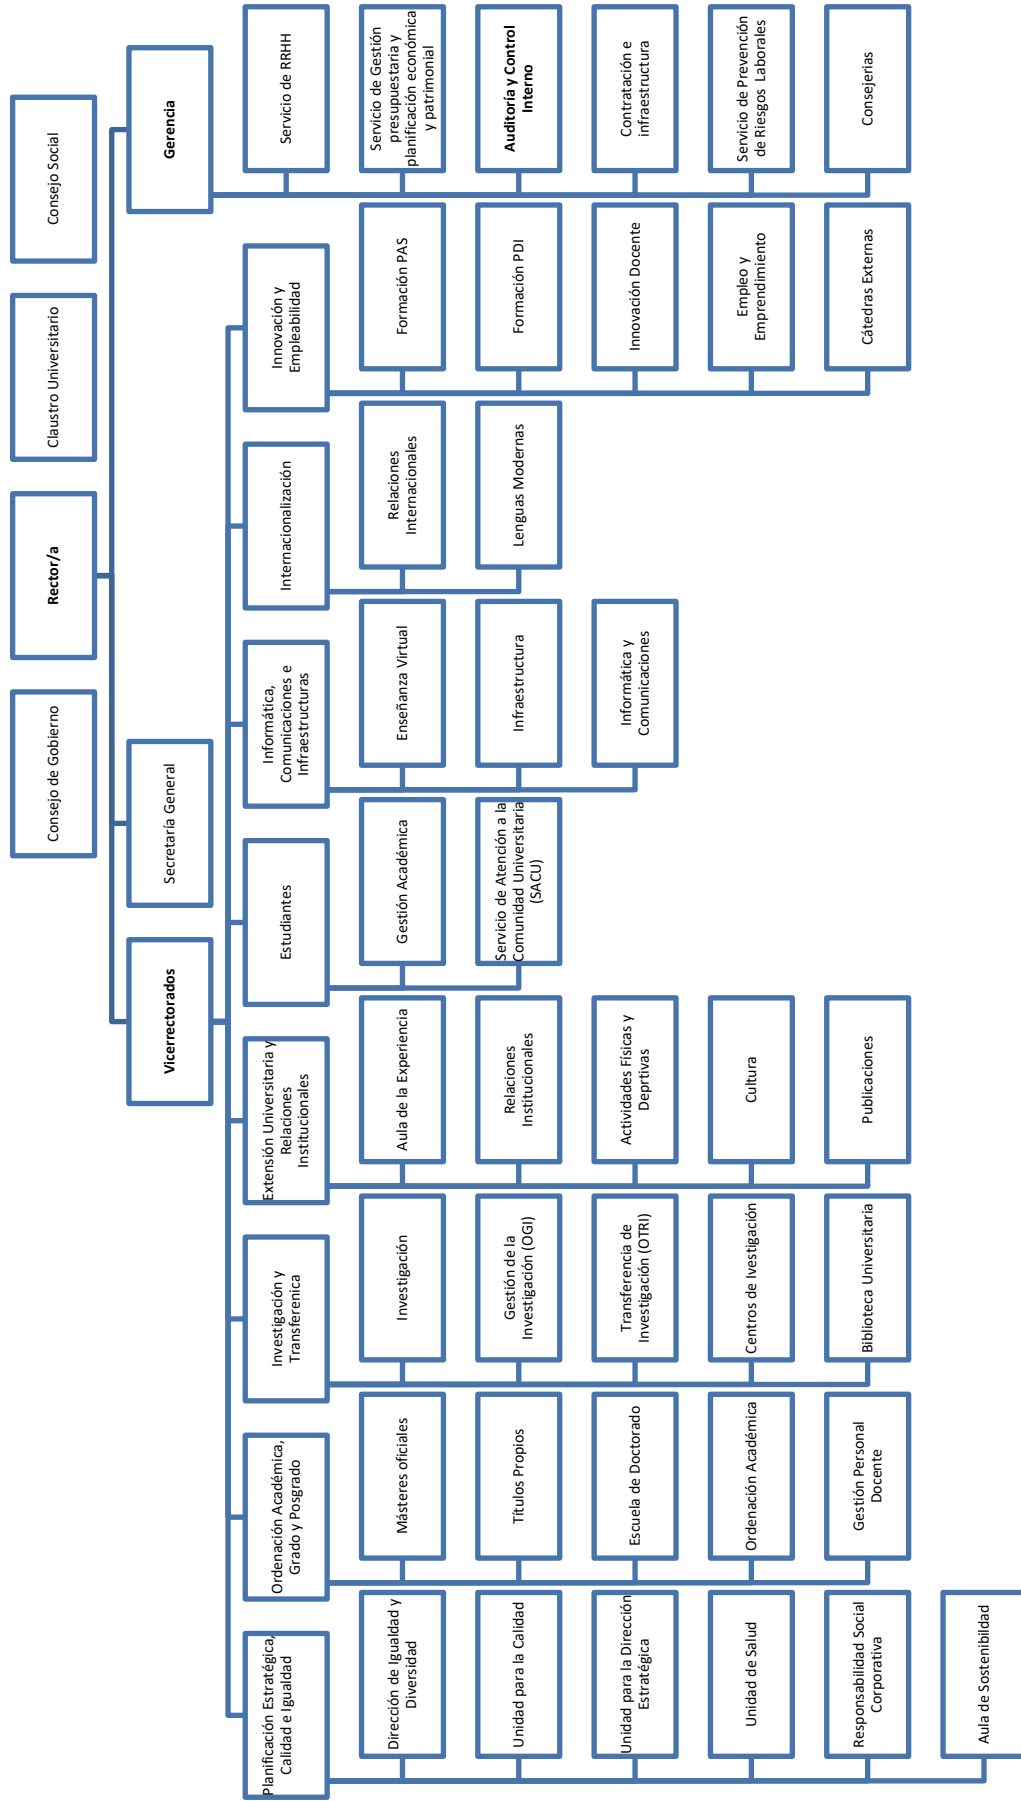 Consejo de Gobierno
Rector/a
Claustro Universitario
Consejo Social
Vicerrectorados
Secretaría General
Gerencia
Planificación Estratégica,
Calidad e Igualdad
Ordenación Académica,
Grado y Posgrado
Investigación y
Transferenica
Extensión Universitaria y
Relaciones
Institucionales
Estudiantes
Informática,
Comunicaciones e
Infraestructuras
Internacionalización
Innovación y
Empleabilidad
Servicio de RRHH
Dirección de Igualdad y
Diversidad
Másteres oficiales
Investigación
Aula de la Experiencia
Gestión Académica
Enseñanza Virtual
Relaciones
Internacionales
Formación PAS
Servicio de Gestión
presupuestaria y
planificación económica
y patrimonial
Unidad para la Calidad
Títulos Propios
Gestión de la
Investigación (OGI)
Relaciones
Institucionales
Servicio de Atención a la
Comunidad Universitaria
(SACU)
Infraestructura
Lenguas Modernas
Formación PDI
Auditoría y Control
Interno
Unidad para la Dirección
Estratégica
Escuela de Doctorado
Transferencia de
Investigación (OTRI)
Actividades Físicas y
Deprtivas
Informática y
Comunicaciones
Innovación Docente
Contratación e
infraestructura
Unidad de Salud
Ordenación Académica
Centros de Ivestigación
Cultura
Empleo y
Emprendimiento
Servicio de Prevención
de Riesgos Laborales
Responsabilidad Social
Corporativa
Gestión Personal
Docente
Biblioteca Universitaria
Publicaciones
Cátedras Externas
Consejerias
Aula de Sostenibildad